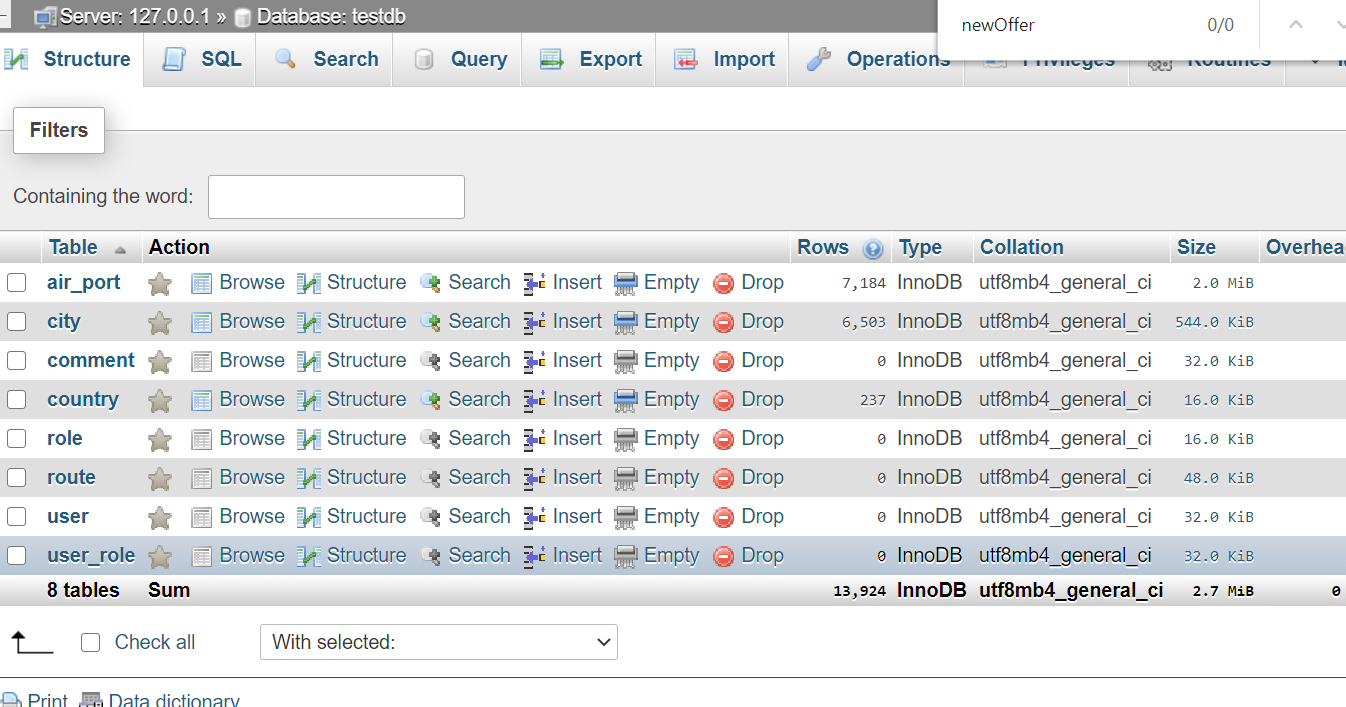 Server: 127.0.0.1 » Database: testdb
newOffer 0/0
Structure SQL Search Query Export Import Operations Privileges Routines
Filters
Containing the word:
Table Action Rows Type Collation Size Overhea
air_port Browse Structure Search Insert Empty Drop 7,184 InnoDB utf8mb4_general_ci 2.0 MiB
city Browse Structure Search Insert Empty Drop 6,503 InnoDB utf8mb4_general_ci 544.0 KiB
comment Browse Structure Search Insert Empty Drop 0 InnoDB utf8mb4_general_ci 32.0 KiB
country Browse Structure Search Insert Empty Drop 237 InnoDB utf8mb4_general_ci 16.0 KiB
role Browse Structure Search Insert Empty Drop 0 InnoDB utf8mb4_general_ci 16.0 KiB
route Browse Structure Search Insert Empty Drop 0 InnoDB utf8mb4_general_ci 48.0 KiB
user Browse Structure Search Insert Empty Drop 0 InnoDB utf8mb4_general_ci 32.0 KiB
user_role Browse Structure Search Insert Empty Drop 0 InnoDB utf8mb4_general_ci 32.0 KiB
8 tables Sum 13,924 InnoDB utf8mb4_general_ci 2.7 MiB 0
Check all With selected:
Print Data dictionary